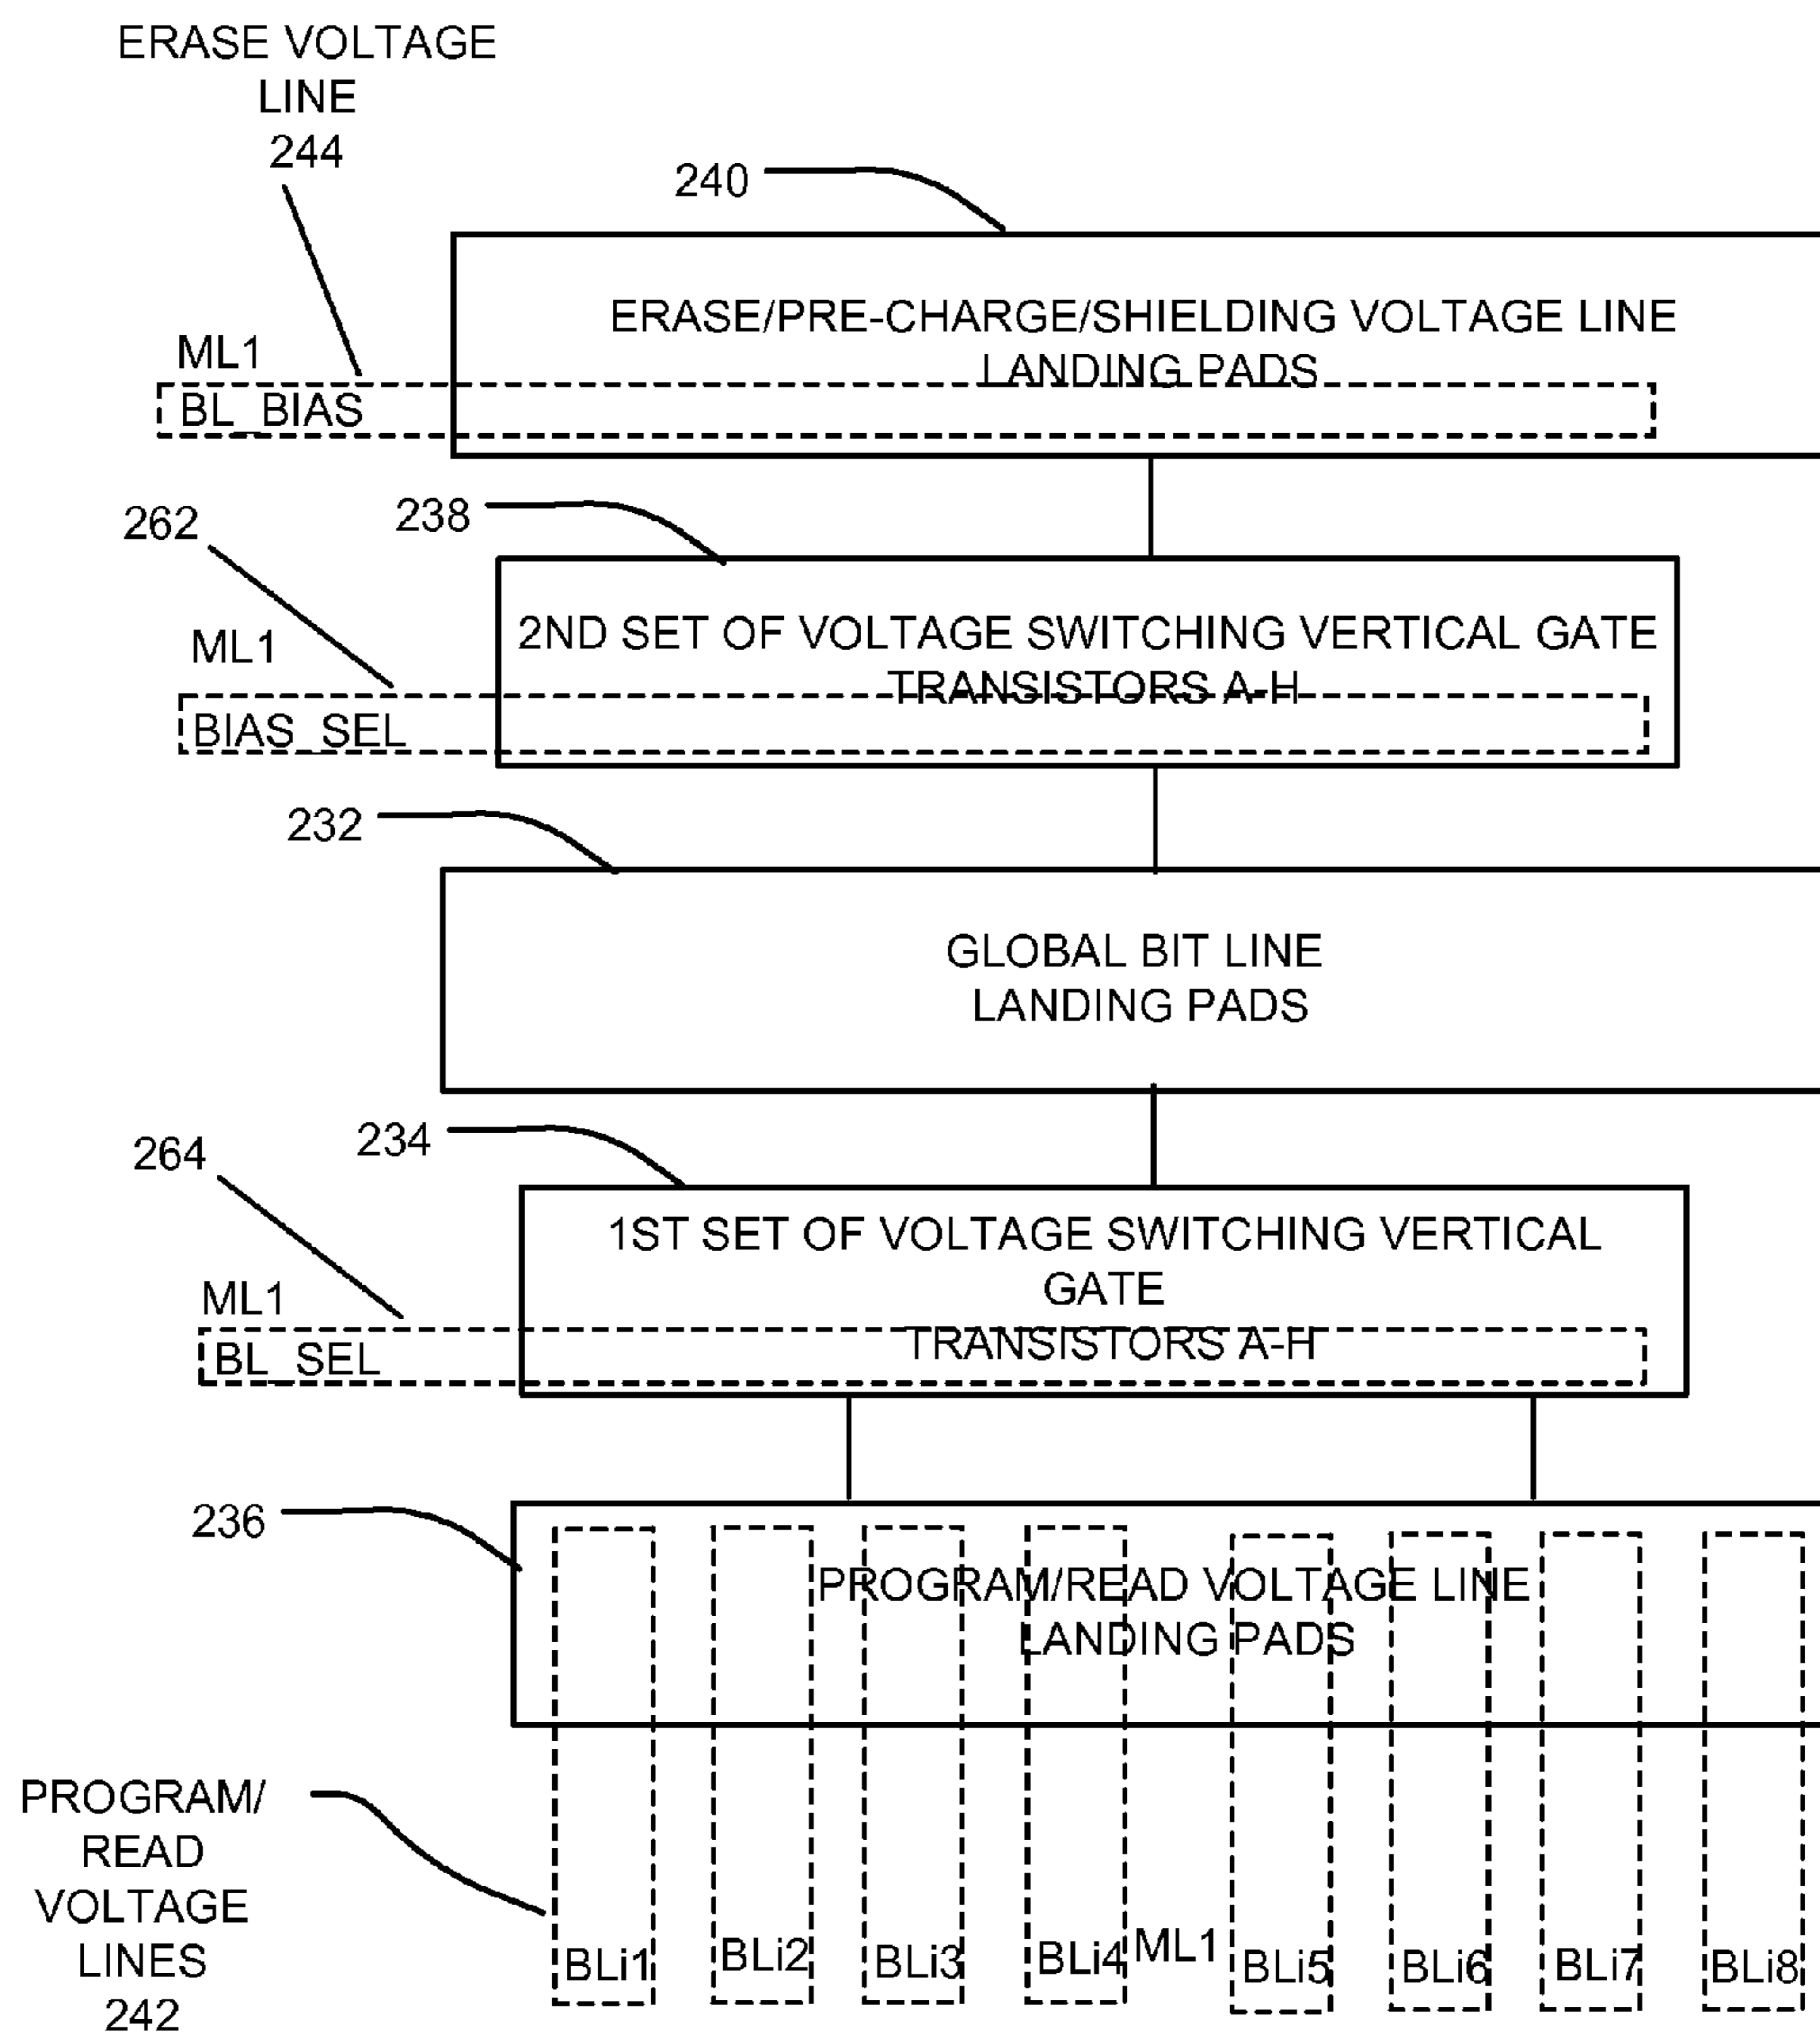 ERASE VOLTAGE
LINE
244
240
ERASE/PRE-CHARGE/SHIELDING VOLTAGE LINE
LANDING PADS
ML1
BL_BIAS
262
238
2ND SET OF VOLTAGE SWITCHING VERTICAL GATE
TRANSISTORS A-H
ML1
BIAS_SEL
232
GLOBAL BIT LINE
LANDING PADS
264
234
1ST SET OF VOLTAGE SWITCHING VERTICAL
GATE
TRANSISTORS A-H
ML1
BL_SEL
236
PROGRAM/READ VOLTAGE LINE
LANDING PADS
PROGRAM/
READ
VOLTAGE
LINES
242
BLi1 BLi2 BLi3 BLi4 ML1 BLi5 BLi6 BLi7 BLi8